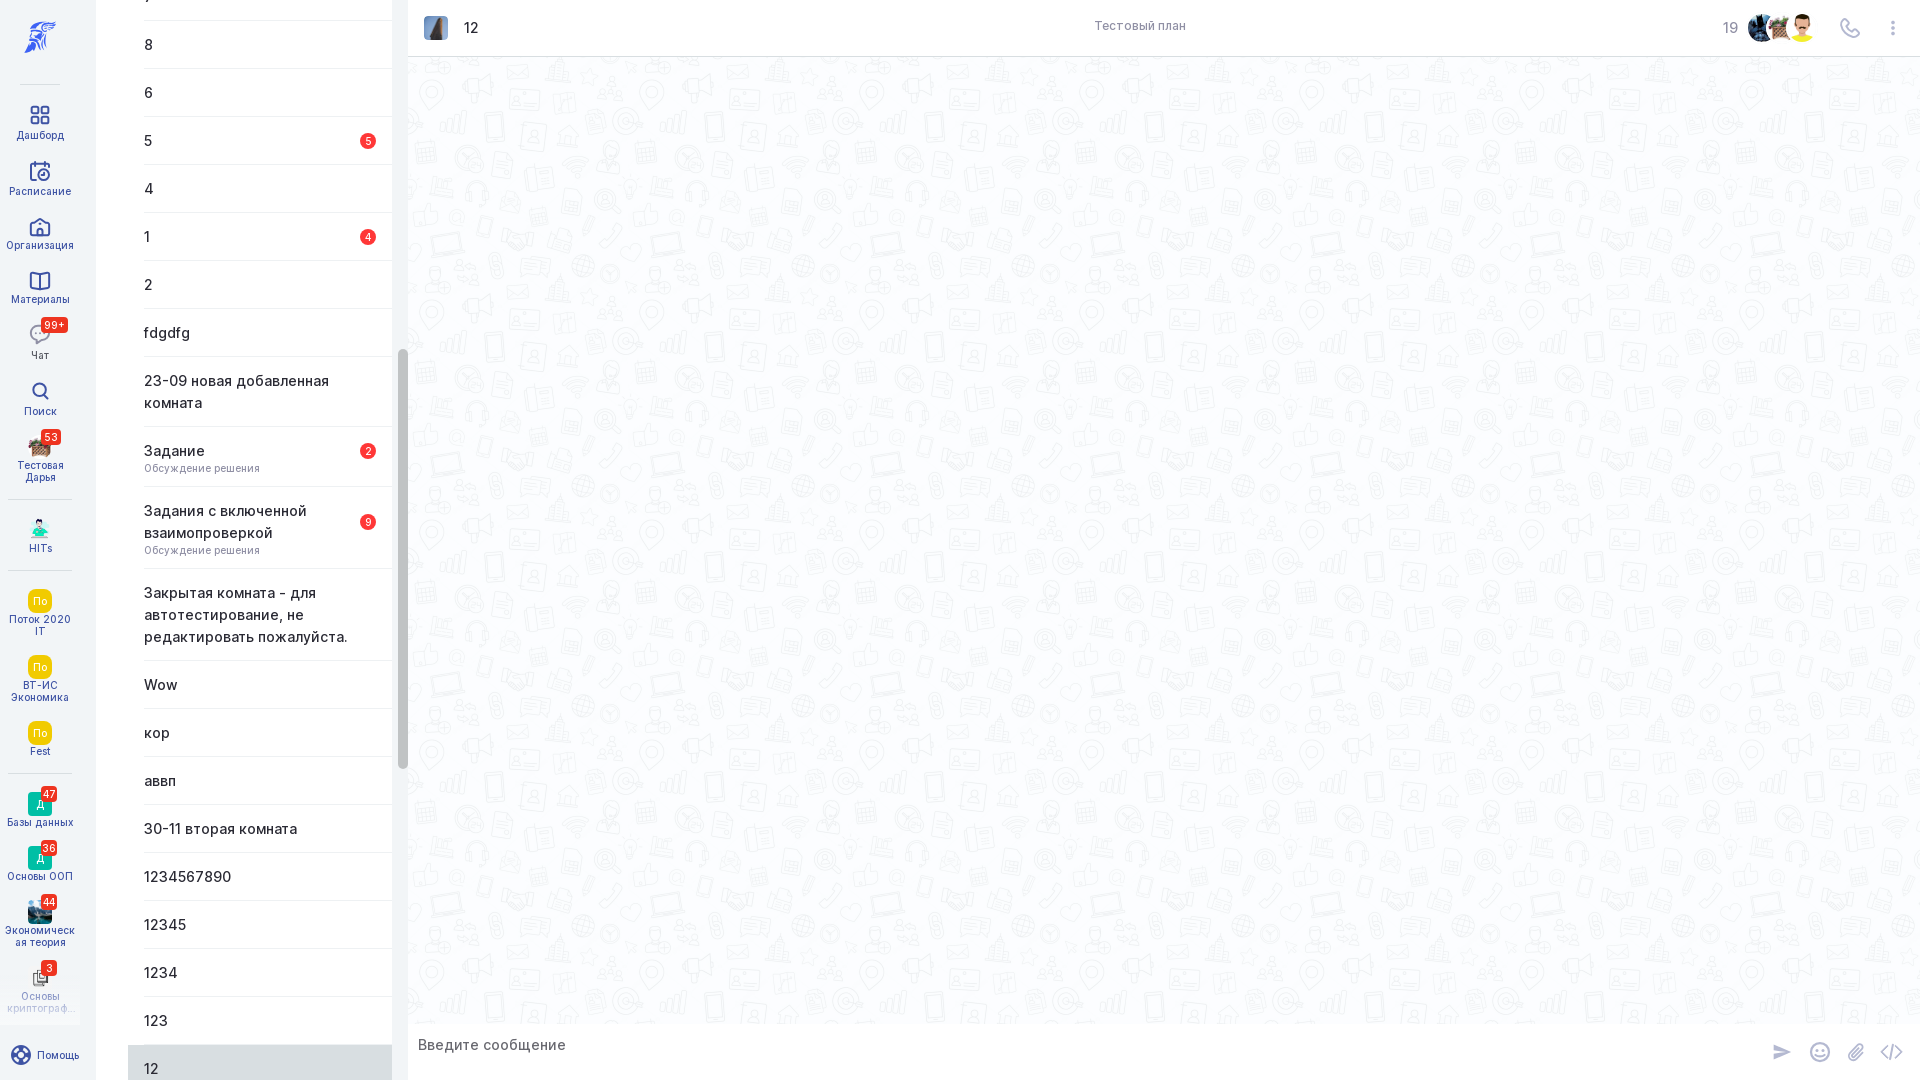 Дашборд
Расписание
Организация
Материалы
99+
Чат
Поиск
53
Тестовая
Дарья
HITs
По
Поток 2020
IT
По
ВТ-ИС
Экономика
По
Fest
47
Д
Базы данных
36
Д
Основы ООП
44
Экономическ
ая теория
3
Основы
криптограф...
Помощь
8
6
5
5
4
1
4
2
fdgdfg
23-09 новая добавленная
комната
Задание
2
Обсуждение решения
Задания с включенной
взаимопроверкой
9
Обсуждение решения
Закрытая комната - для
автотестирование, не
редактировать пожалуйста.
Wow
кор
аввп
30-11 вторая комната
1234567890
12345
1234
123
12
12
Тестовый план
19
Введите сообщение